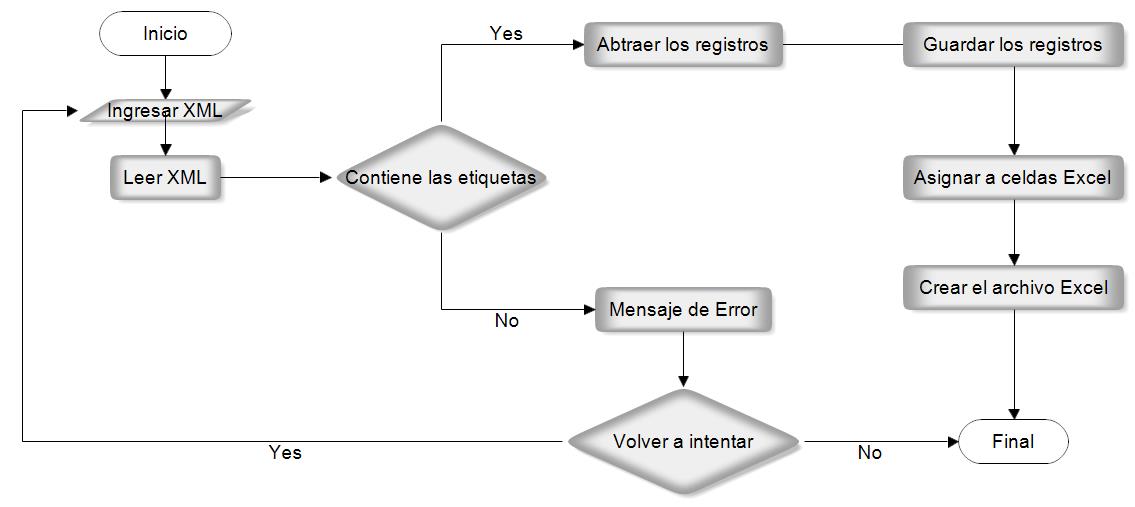 Inicio
Ingresar XML
Leer XML
Contiene las etiquetas
Yes
Abtraer los registros
Guardar los registros
Asignar a celdas Excel
Crear el archivo Excel
No
Mensaje de Error
Volver a intentar
Yes
No
Final